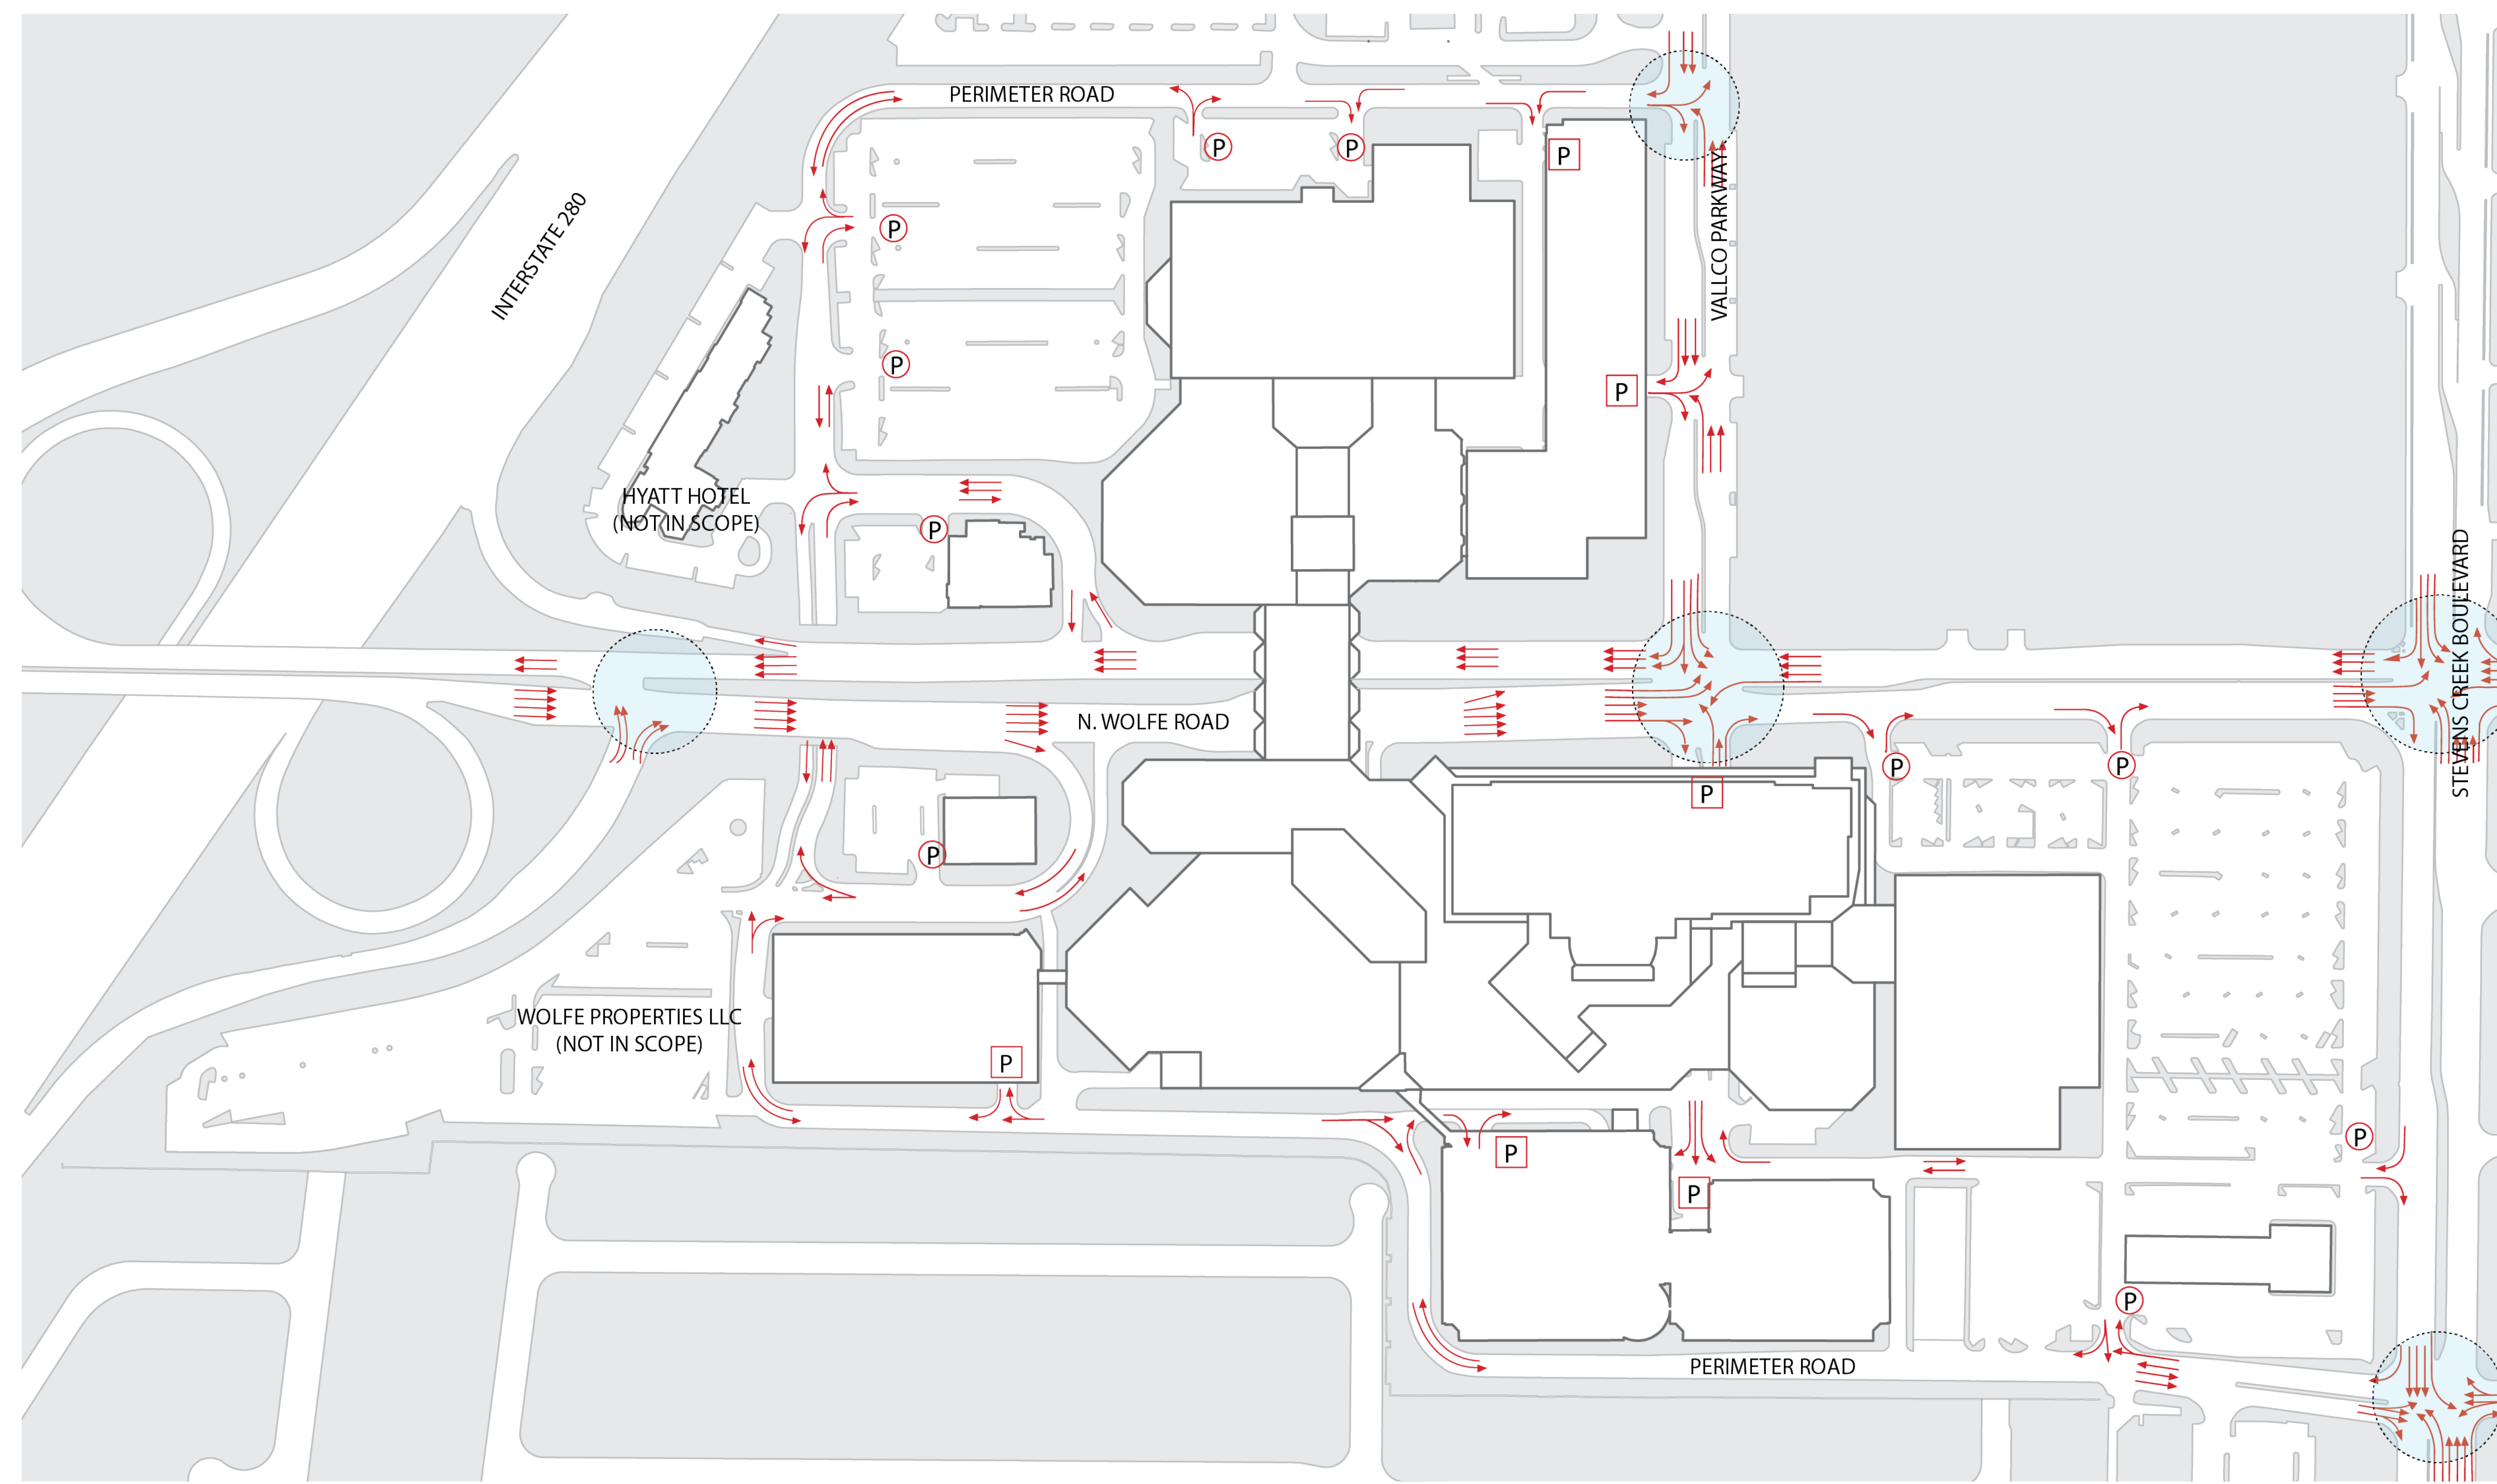 PERIMETER ROAD
P
P
P
VALLCO PARKWAY
INTERSTATE 280
P
P
P
HYATT HOTEL
(NOT IN SCOPE)
P
STEVENS CREEK BOULEVARD
N. WOLFE ROAD
P
P
P
P
WOLFE PROPERTIES LLC
(NOT IN SCOPE)
P
P
P
P
P
PERIMETER ROAD